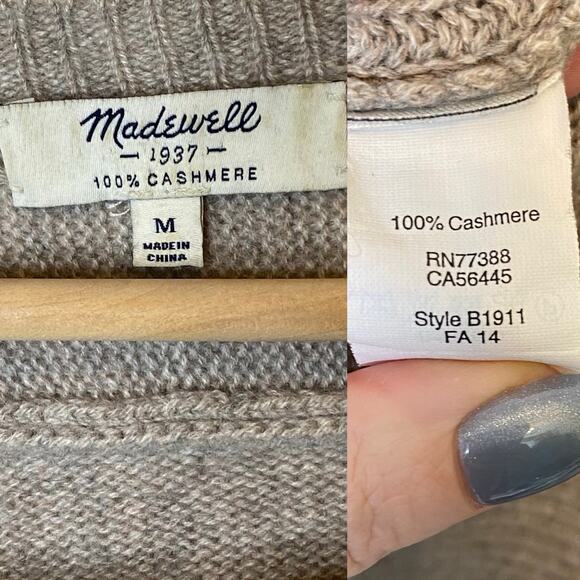 Madewell
1937
100% CASHMERE
M
MADE IN
CHINA
100% Cashmere
RN77388
CA56445
Style B1911
FA 14